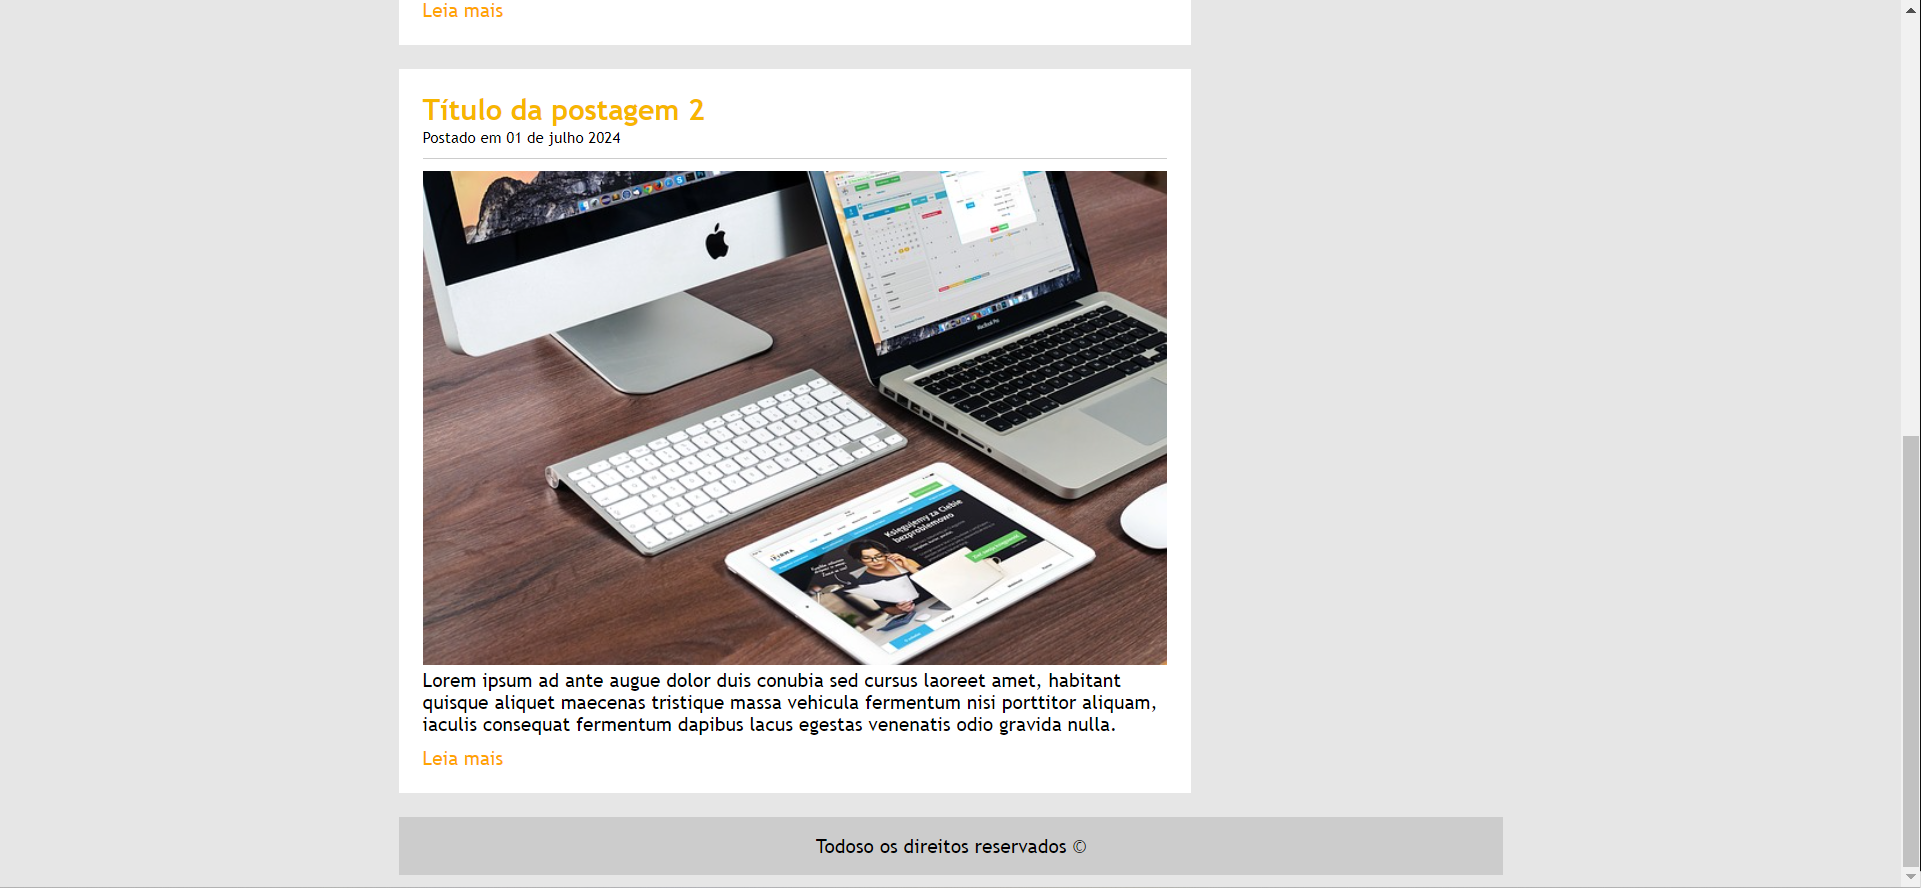 Leia mais
Título da postagem 2
Postado em 01 de julho 2024
MacBook Pro
Księgujemy za Ciebie
bezproblemowo
Lorem ipsum ad ante augue dolor duis conubia sed cursus laoreet amet, habitant
quisque aliquet maecenas tristique massa vehicula fermentum nisi porttitor aliquam,
iaculis consequat fermentum dapibus lacus egestas venenatis odio gravida nulla.
Leia mais
Todoso os direitos reservados ©